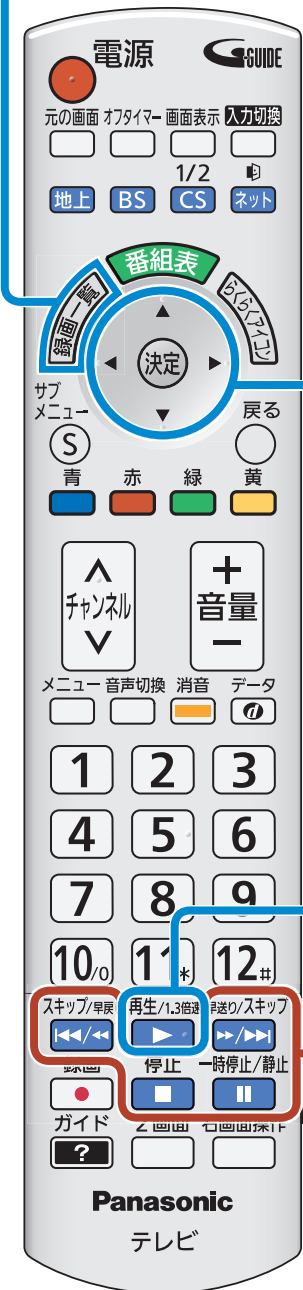 電源 G GUIDE
元の画面 オフタイマー 画面表示 入力切換
1/2
地上 BS CS ネット
番組表
録画一覧 らくらくアイコン
決定
サブメニュー 戻る
S
青 赤 緑 黄
チャンネル + 音量 −
メニュー 音声切換 消音 データ
d
1 2 3
4 5 6
7 8 9
10/0 11* 12#
スキップ/早戻 再生/1.3倍速 早送り/スキップ
録画 停止 一時停止/静止
ガイド 2画面 右画面操作
?
Panasonic
テレビ